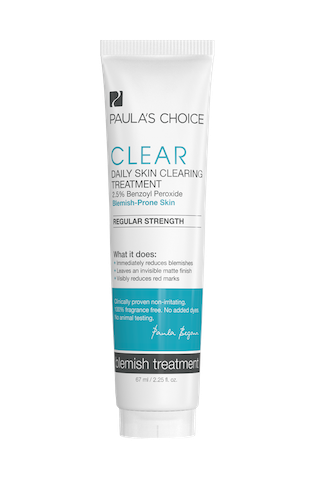 PAULA'S CHOICE
CLEAR
DAILY SKIN CLEARING
TREATMENT
2.5% Benzoyl Peroxide
Blemish-Prone Skin
REGULAR STRENGTH
What it does:
• Immediately reduces blemishes
• Leaves an invisible matte finish
• Visibly reduces red marks
Clinically proven non-irritating.
100% fragrance free. No added dyes.
No animal testing.
Paula Begoun
blemish treatment
67 ml / 2.25 fl. oz.